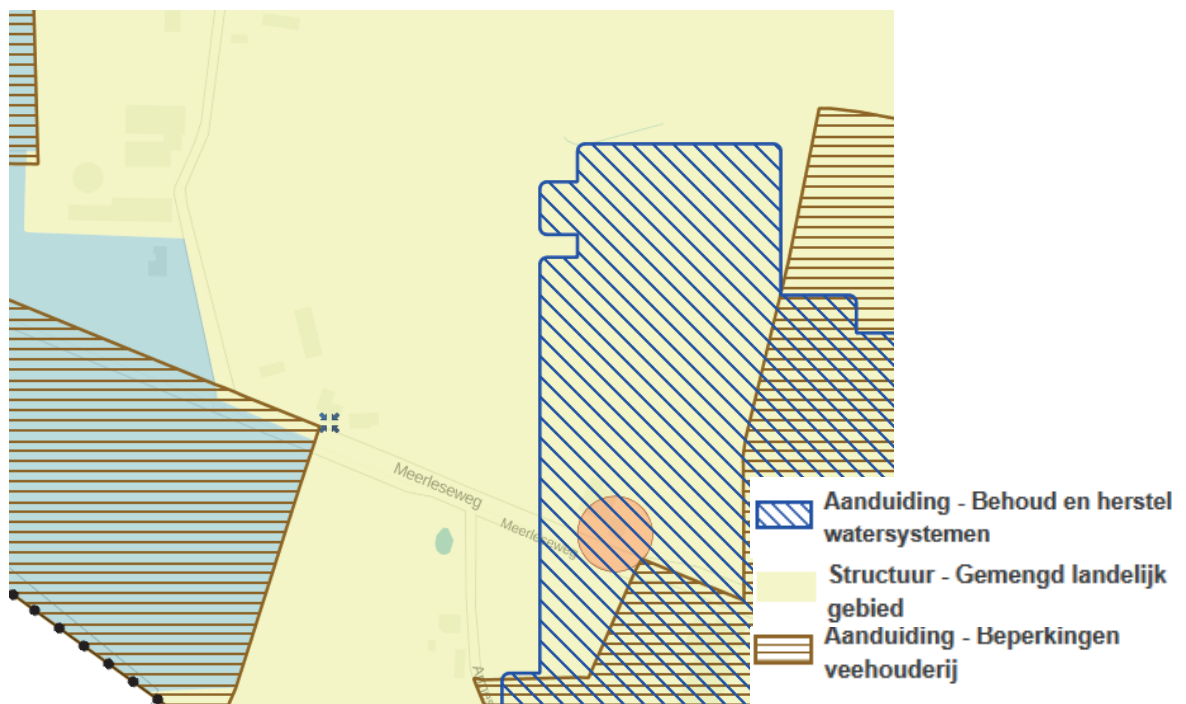 Meerleseweg
Meerleseweg
Aanduiding - Behoud en herstel
watersystemen
Structuur - Gemengd landelijk
gebied
Aanduiding - Beperkingen
veehouderij